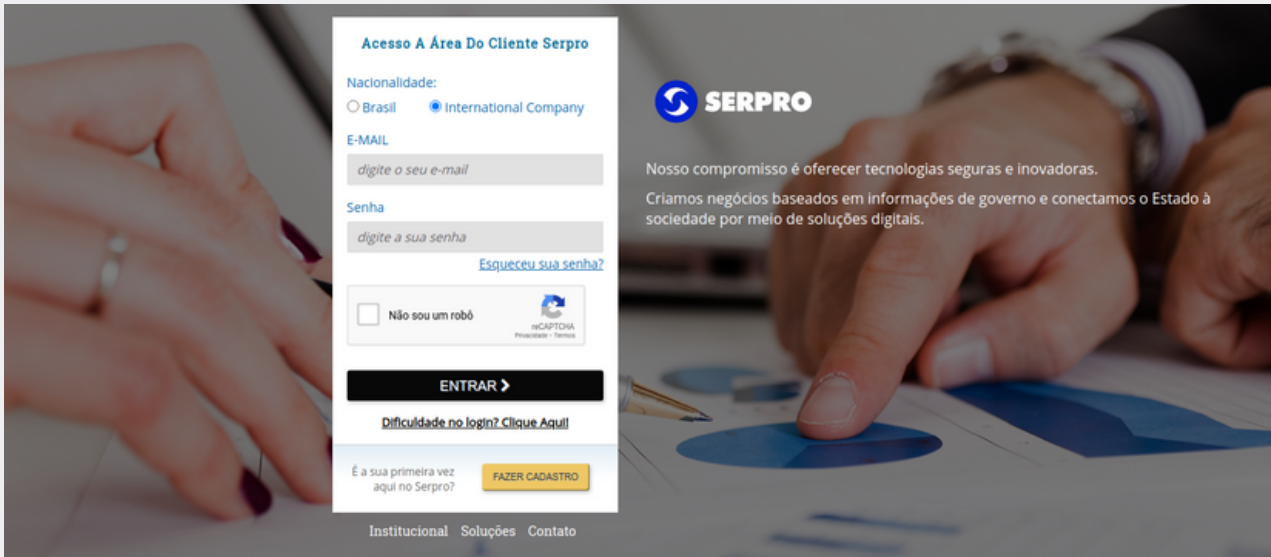 Acesso A Área Do Cliente Serpro
Nacionalidade:
Brasil
International Company
E-MAIL
digite o seu e-mail
Senha
digite a sua senha
Esqueceu sua senha?
Não sou um robô
reCAPTCHA
Privacidade - Termos
ENTRAR
Dificuldade no login? Clique Aqui!
É a sua primeira vez
aqui no Serpro?
FAZER CADASTRO
Institucional Soluções Contato
SERPRO
Nosso compromisso é oferecer tecnologias seguras e inovadoras.
Criamos negócios baseados em informações de governo e conectamos o Estado à
sociedade por meio de soluções digitais.